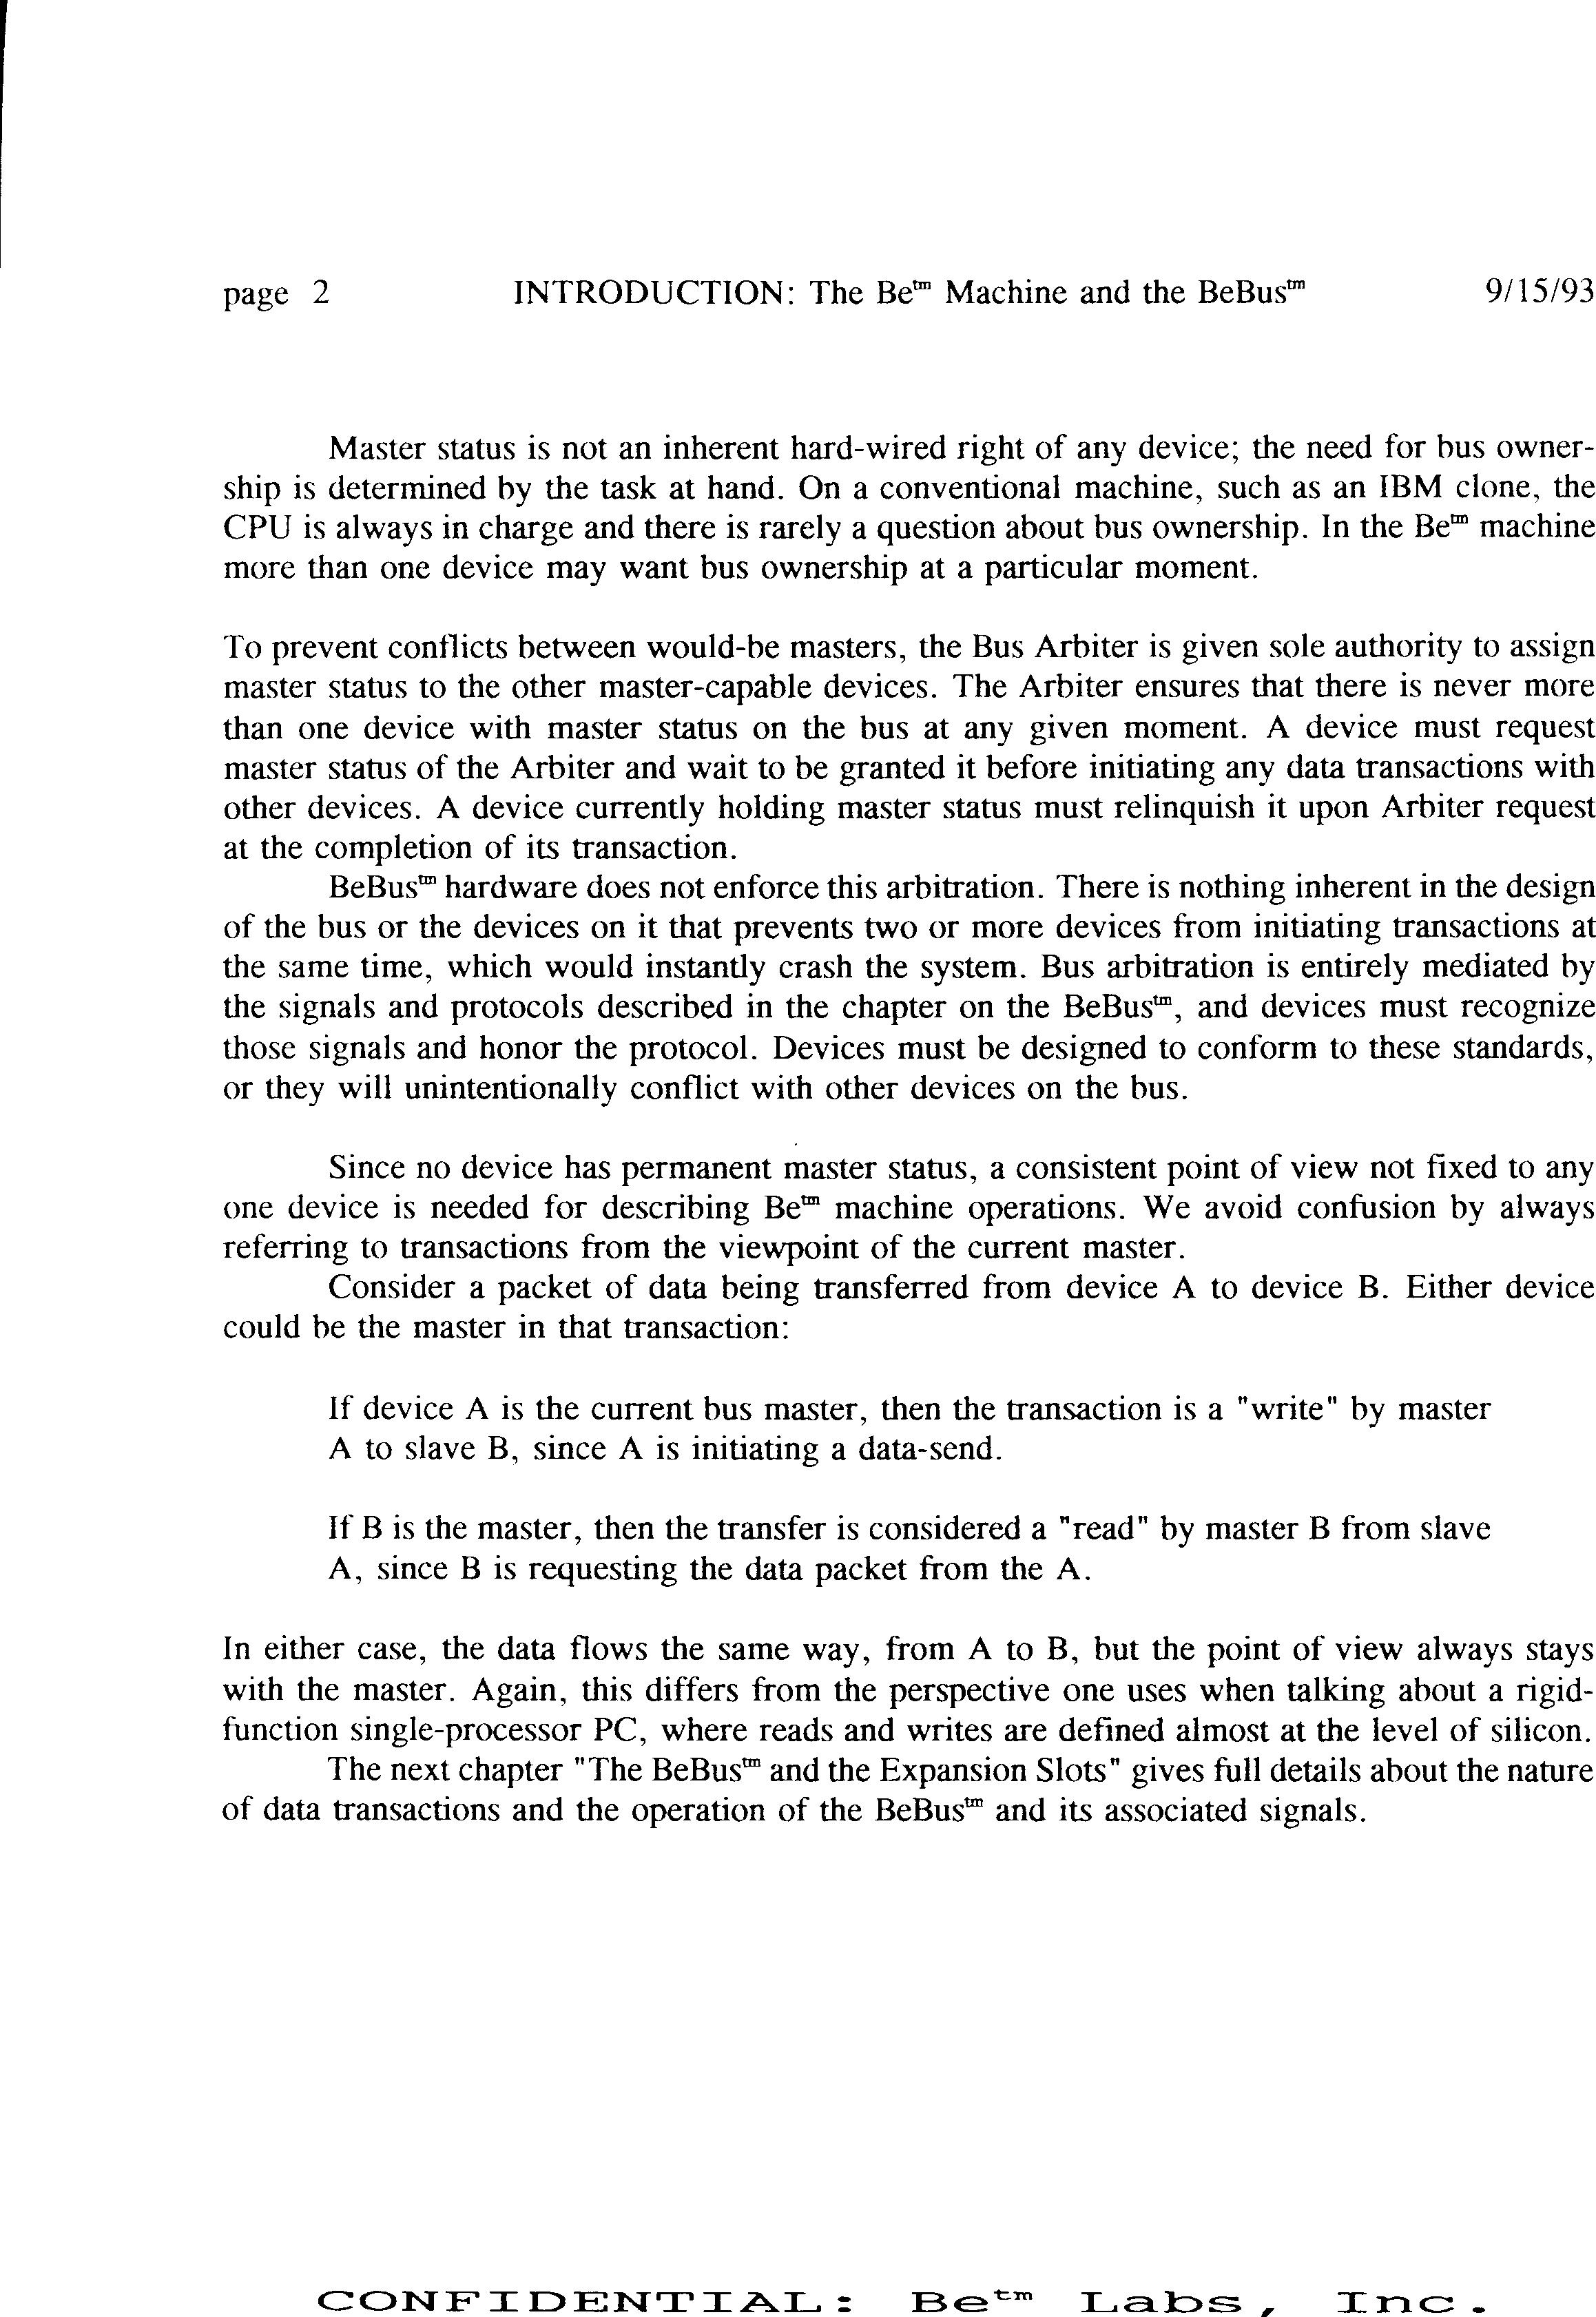 page 2 INTRODUCTION: The Be™ Machine and the BeBus™ 9/15/93
Master status is not an inherent hard-wired right of any device; the need for bus owner-
ship is determined by the task at hand. On a conventional machine, such as an IBM clone, the
CPU is always in charge and there is rarely a question about bus ownership. In the Be™ machine
more than one device may want bus ownership at a particular moment.
To prevent conflicts between would-be masters, the Bus Arbiter is given sole authority to assign
master status to the other master-capable devices. The Arbiter ensures that there is never more
than one device with master status on the bus at any given moment. A device must request
master status of the Arbiter and wait to be granted it before initiating any data transactions with
other devices. A device currently holding master status must relinquish it upon Arbiter request
at the completion of its transaction.
BeBus™ hardware does not enforce this arbitration. There is nothing inherent in the design
of the bus or the devices on it that prevents two or more devices from initiating transactions at
the same time, which would instantly crash the system. Bus arbitration is entirely mediated by
the signals and protocols described in the chapter on the BeBus™, and devices must recognize
those signals and honor the protocol. Devices must be designed to conform to these standards,
or they will unintentionally conflict with other devices on the bus.
Since no device has permanent master status, a consistent point of view not fixed to any
one device is needed for describing Be™ machine operations. We avoid confusion by always
referring to transactions from the viewpoint of the current master.
Consider a packet of data being transferred from device A to device B. Either device
could be the master in that transaction:
If device A is the current bus master, then the transaction is a "write" by master
A to slave B, since A is initiating a data-send.
If B is the master, then the transfer is considered a "read" by master B from slave
A, since B is requesting the data packet from the A.
In either case, the data flows the same way, from A to B, but the point of view always stays
with the master. Again, this differs from the perspective one uses when talking about a rigid-
function single-processor PC, where reads and writes are defined almost at the level of silicon.
The next chapter "The BeBus™ and the Expansion Slots" gives full details about the nature
of data transactions and the operation of the BeBus™ and its associated signals.
CONFIDENTIAL: Be™ Labs, Inc.